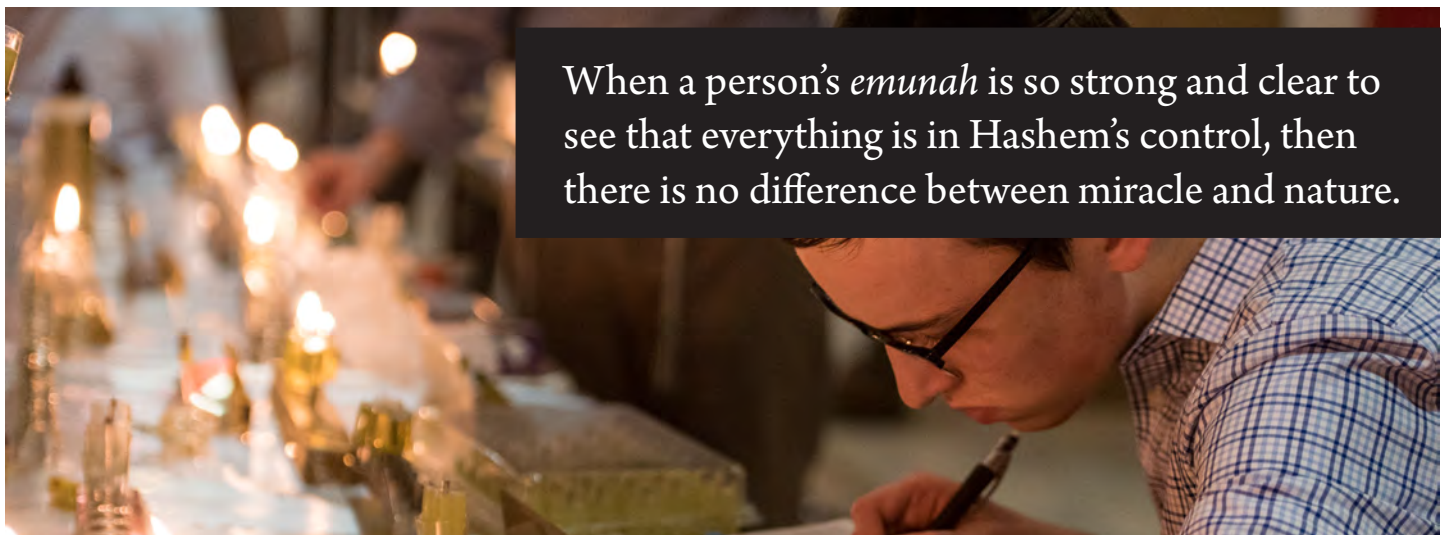 When a person’s emunah is so strong and clear to
see that everything is in Hashem’s control, then
there is no difference between miracle and nature.